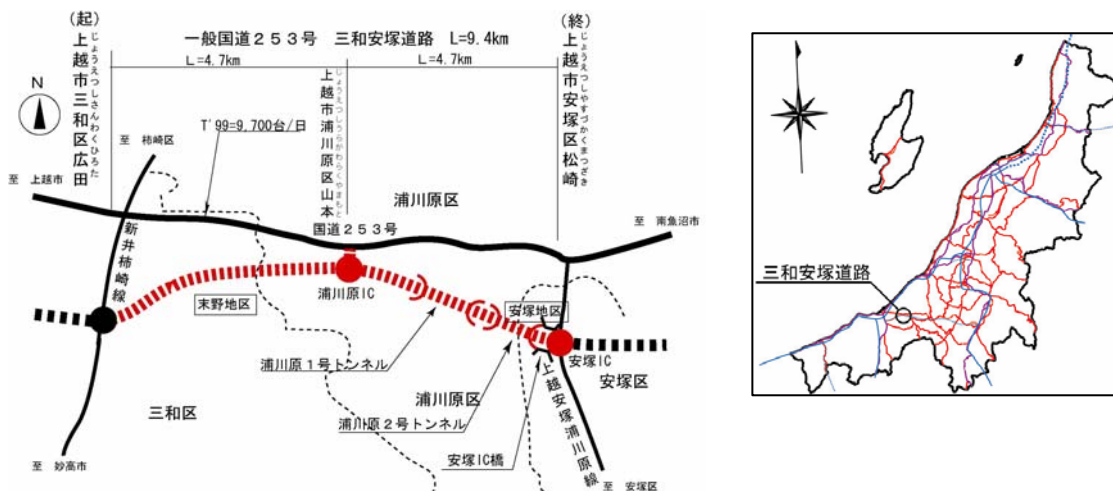 (起)
上越市三和区広田
じょうえつしさんわくひろた
一般国道253号 三和安塚道路 L=9.4km
(終)
上越市安塚区松崎
じょうえつしやすづかくまつざき
L=4.7km
L=4.7km
上越市浦川原区山本
じょうえつしうらがわらくやまもと
N
T'99=9,700台/日
至 柿崎区
至 上越市
浦川原区
至 南魚沼市
国道253号
新井柿崎線
末野地区
浦川原IC
安塚地区
安塚IC
浦川原1号トンネル
安塚区
三和区
浦川原区
浦川原2号トンネル
上越安塚浦川原線
安塚IC橋
至 妙高市
至 安塚区
三和安塚道路